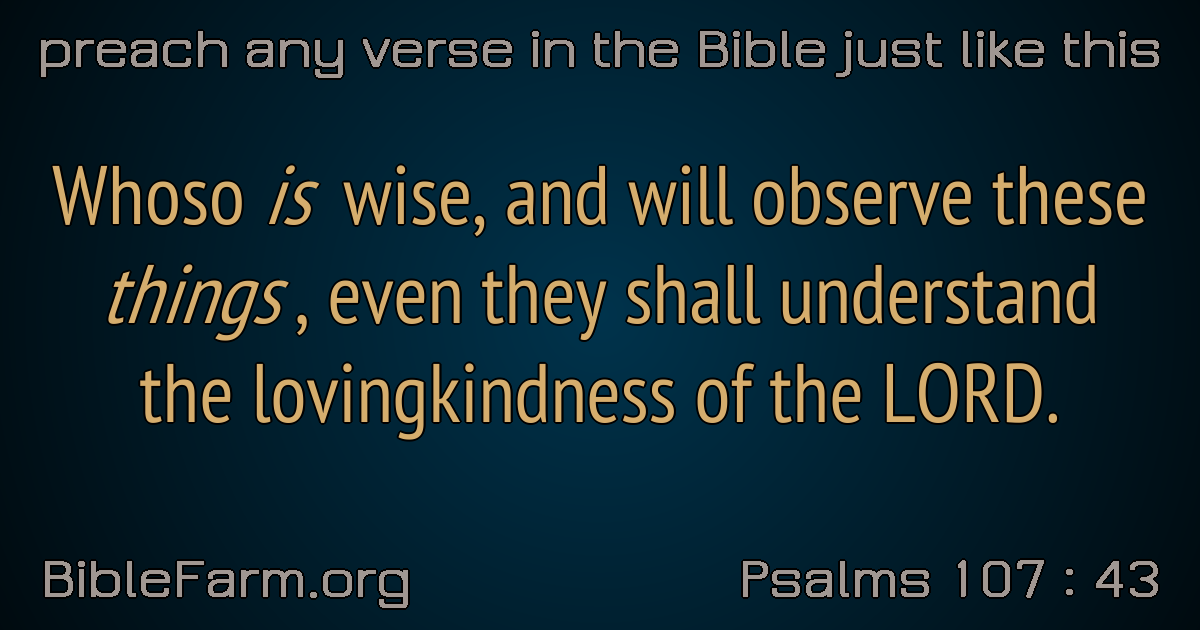 preach any verse in the Bible just like this
Whoso is wise, and will observe these
things , even they shall understand
the lovingkindness of the LORD.
BibleFarm.org
Psalms 107 : 43